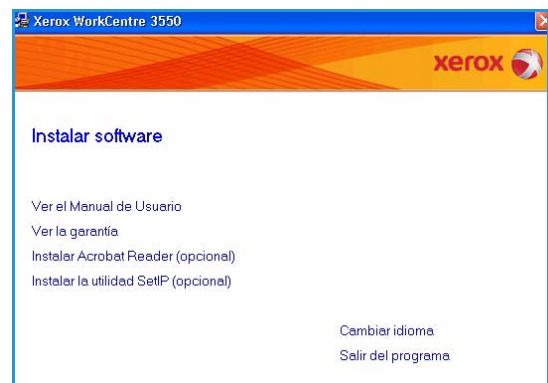 Xerox WorkCentre 3550
xerox
Instalar software
Ver el Manual de Usuario
Ver la garantía
Instalar Acrobat Reader (opcional)
Instalar la utilidad SetIP (opcional)
Cambiar idioma
Salir del programa